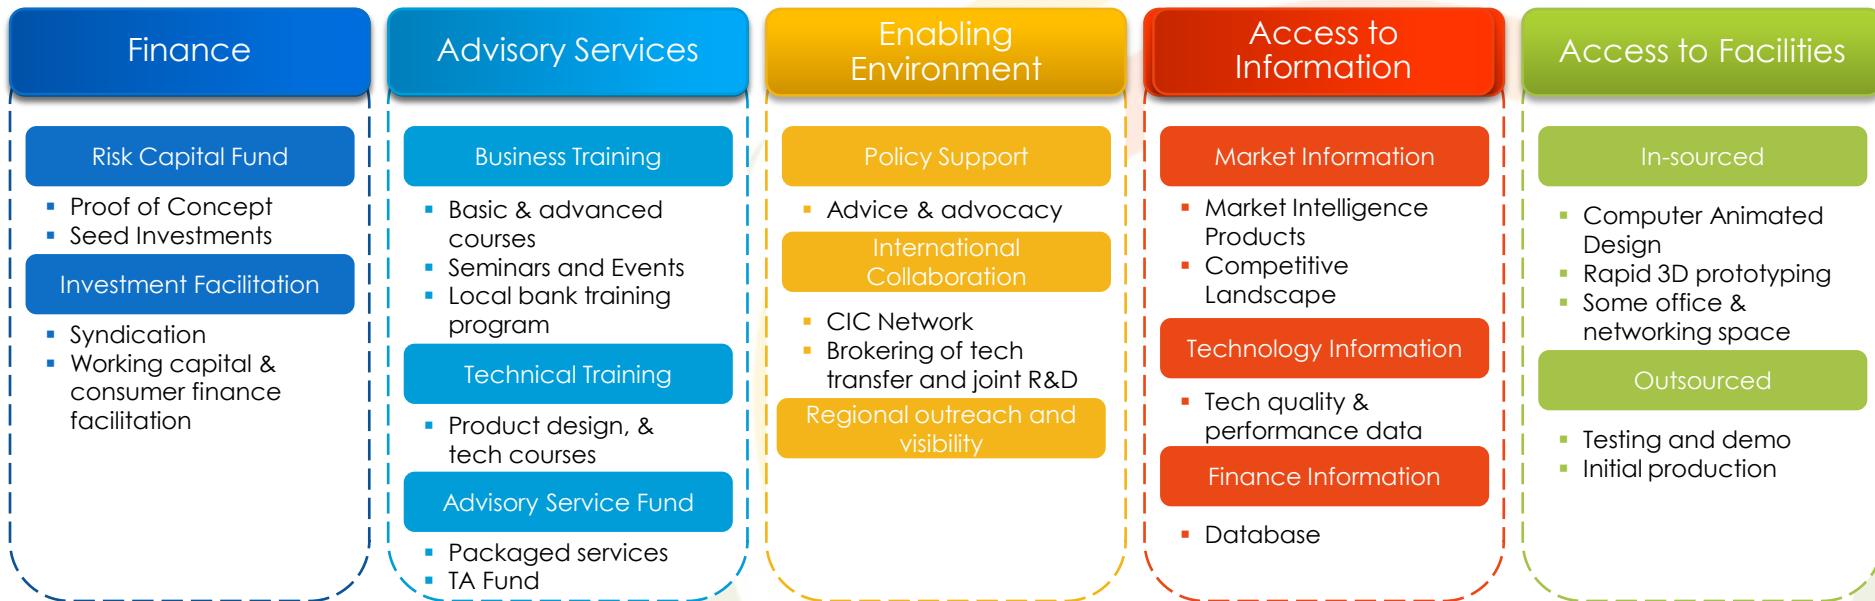 Finance
Risk Capital Fund
Proof of Concept
Seed Investments
Investment Facilitation
Syndication
Working capital &
consumer finance
facilitation
Advisory Services
Business Training
Basic & advanced
courses
Seminars and Events
Local bank training
program
Technical Training
Product design, &
tech courses
Advisory Service Fund
Packaged services
TA Fund
Enabling
Environment
Policy Support
Advice & advocacy
International
Collaboration
CIC Network
Brokering of tech
transfer and joint R&D
Regional outreach and
visibility
Access to
Information
Market Information
Market Intelligence
Products
Competitive
Landscape
Technology Information
Tech quality &
performance data
Finance Information
Database
Access to Facilities
In-sourced
Computer Animated
Design
Rapid 3D prototyping
Some office &
networking space
Outsourced
Testing and demo
Initial production